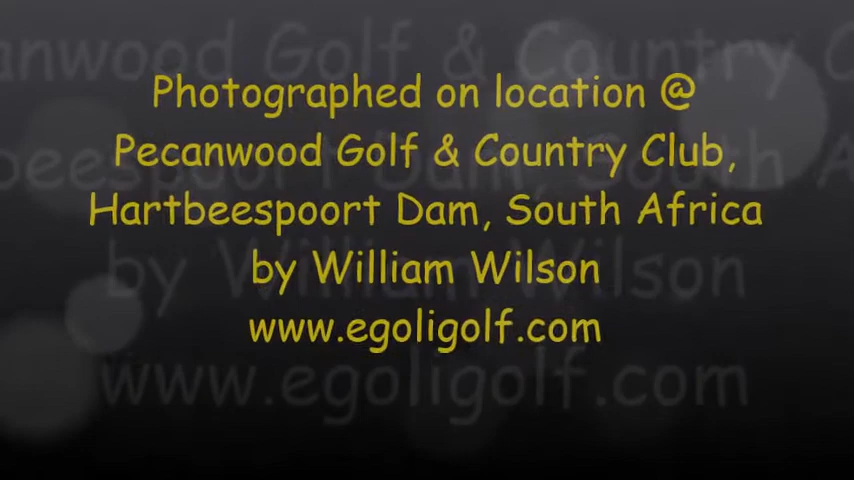 Photographed on location @
Pecanwood Golf & Country Club,
Hartbeespoort Dam, South Africa
by William Wilson
www.egoligolf.com